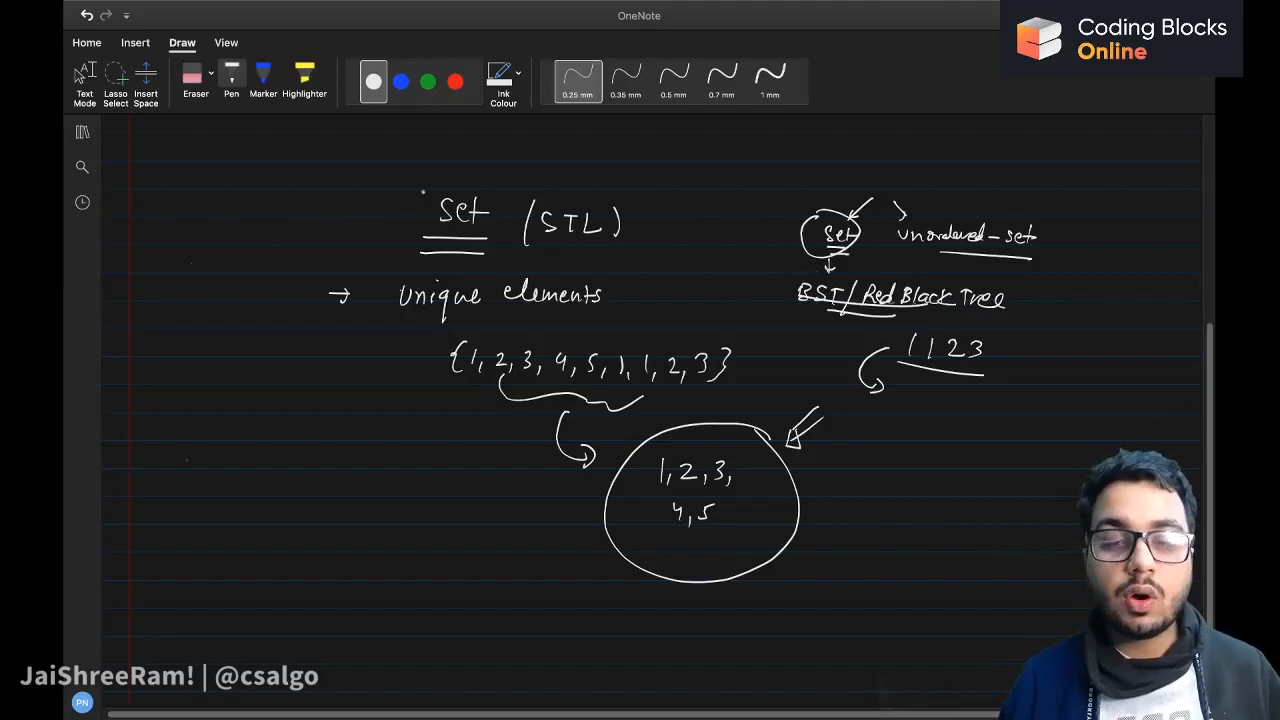 OneNote
Home Insert Draw View
Text Mode
Lasso Select
Insert Space
Eraser
Pen
Marker
Highlighter
Ink Colour
0.25 mm
0.35 mm
0.5 mm
0.7 mm
1 mm
Coding Blocks
Online
Set (STL)
Set , unordered-set
→ unique elements
BST/Red Black Tree
{1, 2, 3, 4, 5, 1, 1, 2, 3}
1 1 2 3
1, 2, 3,
4, 5
JaiShreeRam! | @csalgo
PN